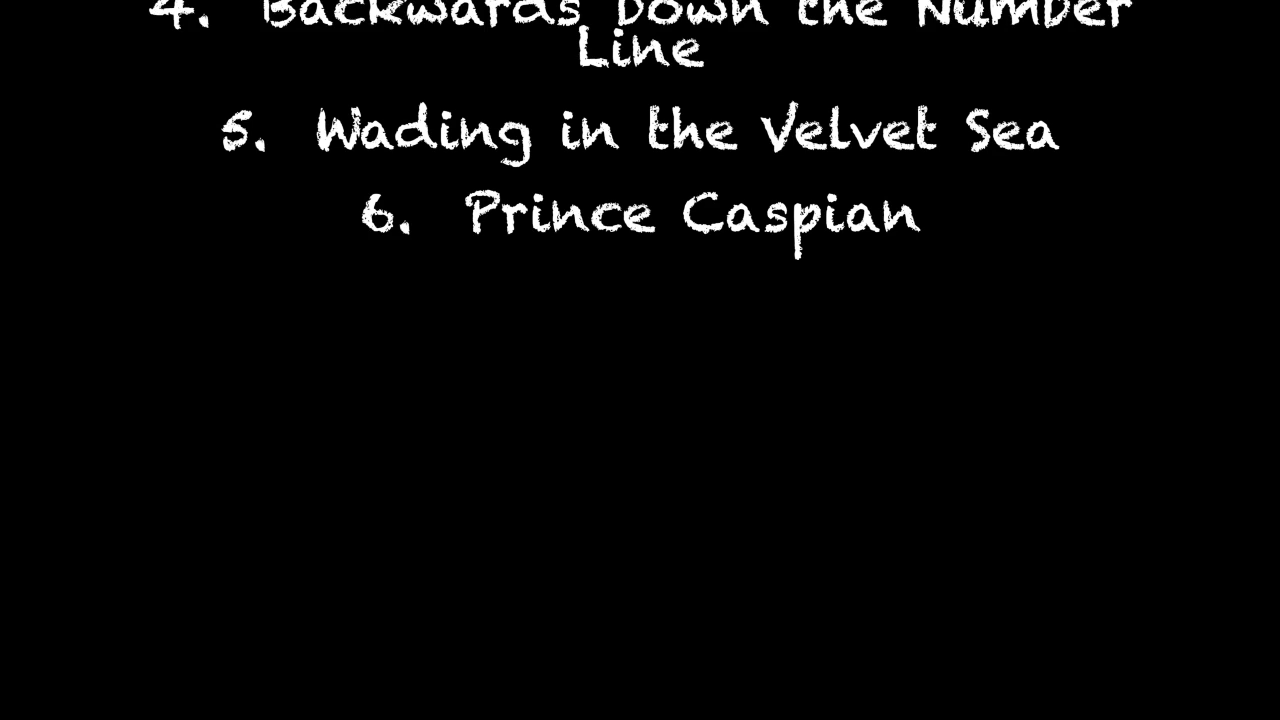 4. Backwards Down the Number
Line
5. Wading in the Velvet Sea
6. Prince Caspian